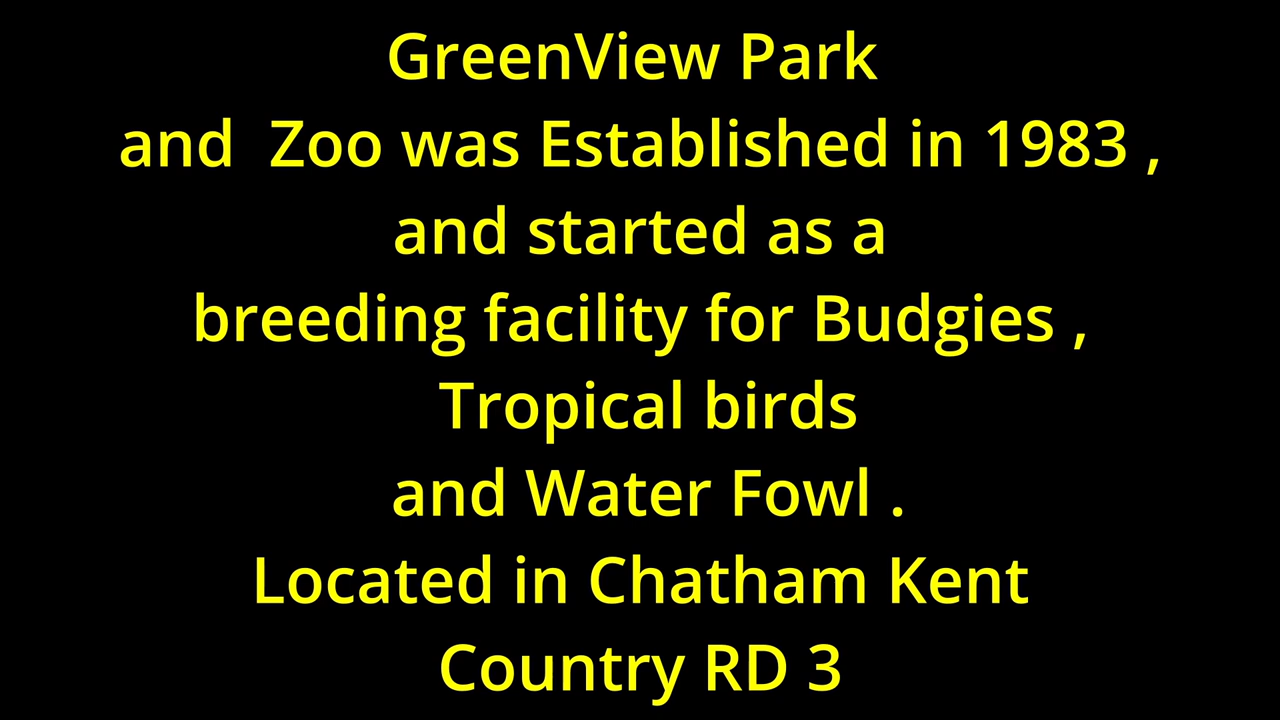 GreenView Park
and  Zoo was Established in 1983 ,
and started as a
breeding facility for Budgies ,
Tropical birds
and Water Fowl .
Located in Chatham Kent
Country RD 3